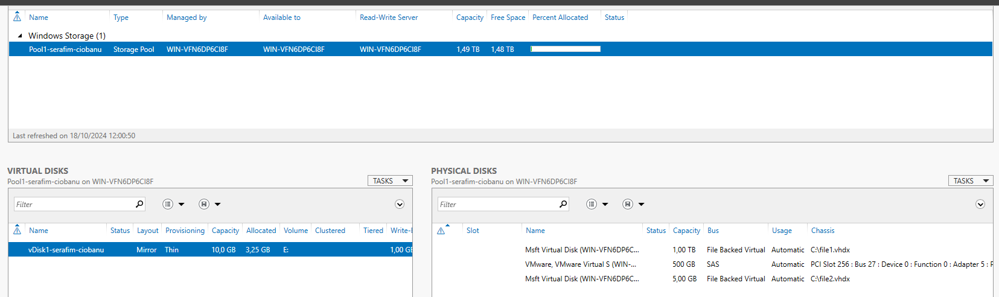 Name Type Managed by Available to Read-Write Server Capacity Free Space Percent Allocated Status
Windows Storage (1)
Pool1-serafim-ciobanu Storage Pool WIN-VFN6DP6CI8F WIN-VFN6DP6CI8F WIN-VFN6DP6CI8F 1,49 TB 1,48 TB
Last refreshed on 18/10/2024 12:00:50
VIRTUAL DISKS
Pool1-serafim-ciobanu on WIN-VFN6DP6CI8F
TASKS
Filter
Name Status Layout Provisioning Capacity Allocated Volume Clustered Tiered Write-
vDisk1-serafim-ciobanu Mirror Thin 10,0 GB 3,25 GB E: 1,00 GB
PHYSICAL DISKS
Pool1-serafim-ciobanu on WIN-VFN6DP6CI8F
TASKS
Filter
Slot Name Status Capacity Bus Usage Chassis
Msft Virtual Disk (WIN-VFN6DP6C... 1,00 TB File Backed Virtual Automatic C:\file1.vhdx
VMware, VMware Virtual S (WIN-... 500 GB SAS Automatic PCI Slot 256 : Bus 27 : Device 0 : Function 0 : Adapter 5 :
Msft Virtual Disk (WIN-VFN6DP6C... 5,00 GB File Backed Virtual Automatic C:\file2.vhdx